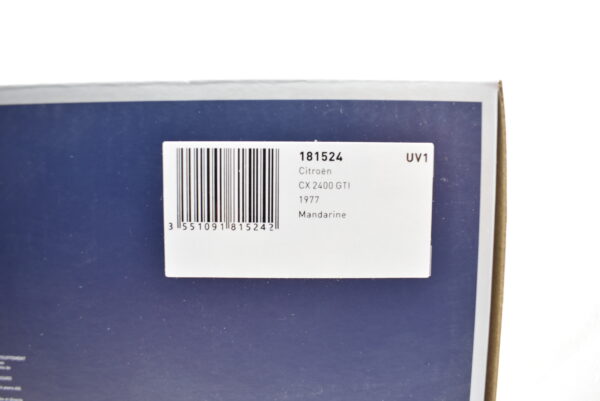 181524 UV1
Citroën
CX 2400 GTI
1977
Mandarine
3 551091 815242